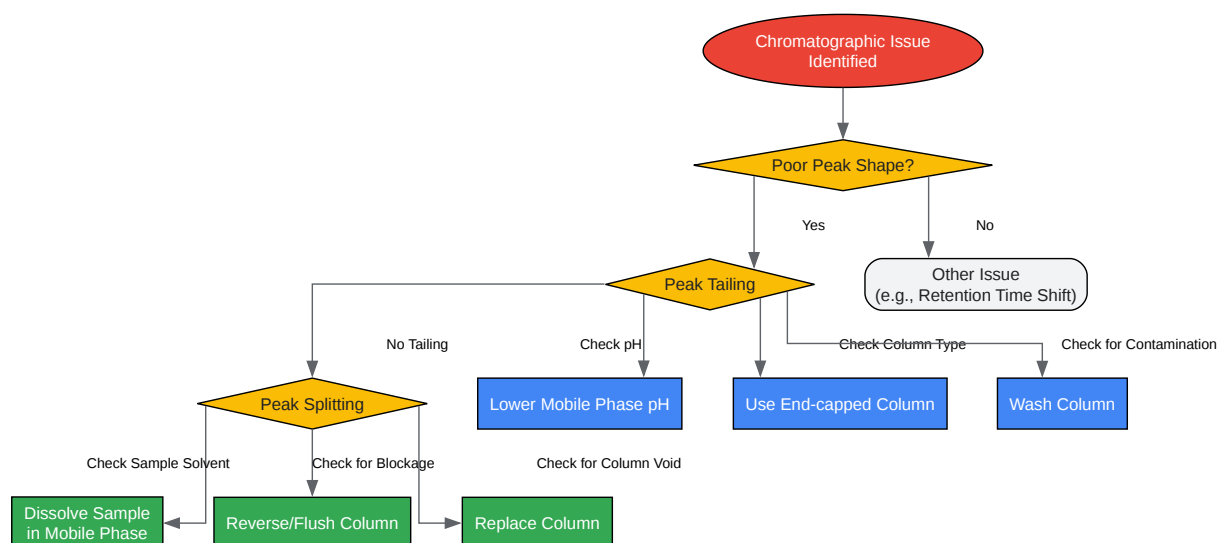 Chromatographic Issue
Identified
Poor Peak Shape?
Yes
No
Peak Tailing
Other Issue
(e.g., Retention Time Shift)
No Tailing
Check pH
Check Column Type
Check for Contamination
Peak Splitting
Lower Mobile Phase pH
Use End-capped Column
Wash Column
Check Sample Solvent
Check for Blockage
Check for Column Void
Dissolve Sample
in Mobile Phase
Reverse/Flush Column
Replace Column